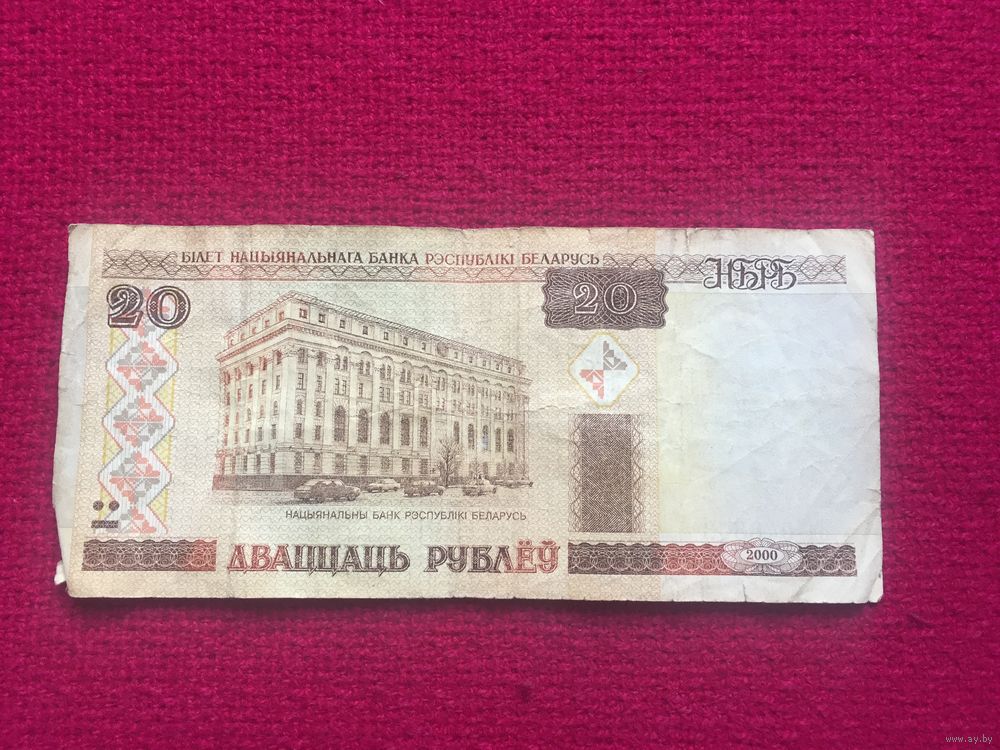 БІЛЕТ НАЦЫЯНАЛЬНАГА БАНКА РЭСПУБЛІКІ БЕЛАРУСЬ
НБРБ
20
20
НАЦЫЯНАЛЬНЫ БАНК РЭСПУБЛІКІ БЕЛАРУСЬ
ДВАЦЦАЦЬ РУБЛЁЎ
2000
www.ay.by